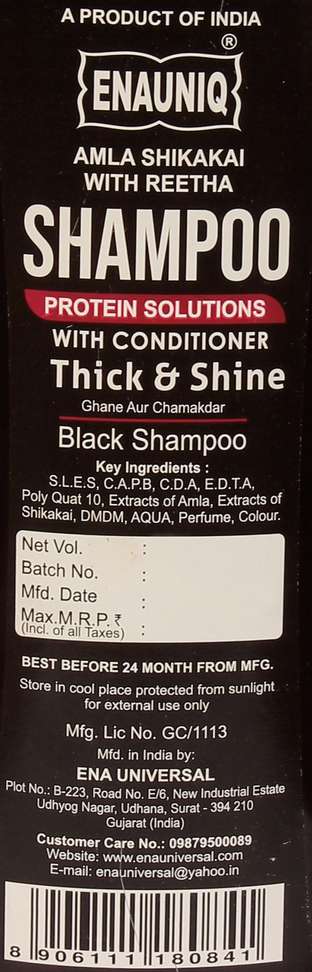 A PRODUCT OF INDIA
®
ENAUNIQ
AMLA SHIKAKAI
WITH REETHA
SHAMPOO
PROTEIN SOLUTIONS
WITH CONDITIONER
Thick & Shine
Ghane Aur Chamakdar
Black Shampoo
Key Ingredients :
S.L.E.S, C.A.P.B, C.D.A, E.D.T.A,
Poly Quat 10, Extracts of Amla, Extracts of
Shikakai, DMDM, AQUA, Perfume, Colour.
Net Vol. :
Batch No. :
Mfd. Date :
Max.M.R.P. ₹ :
(Incl. of all Taxes)
BEST BEFORE 24 MONTH FROM MFG.
Store in cool place protected from sunlight
for external use only
Mfg. Lic No. GC/1113
Mfd. in India by:
ENA UNIVERSAL
Plot No.: B-223, Road No. E/6, New Industrial Estate
Udhyog Nagar, Udhana, Surat - 394 210
Gujarat (India)
Customer Care No.: 09879500089
Website: www.enauniversal.com
E-mail: enauniversal@yahoo.in
8 906111 180841